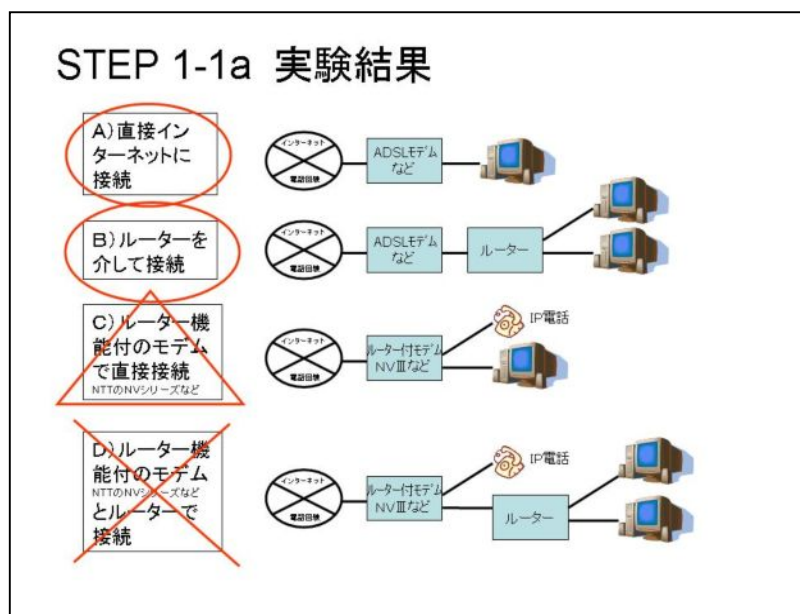 STEP 1-1a 実験結果
A)直接イン
ターネットに
接続
インターネット
電話回線
ADLSモデム
など
B)ルーターを
介して接続
インターネット
電話回線
ADSLモデム
など
ルーター
C)ルーター機
能付のモデム
で直接接続
NTTのNVシリーズなど
インターネット
電話回線
ルーター付モデム
NVⅢなど
IP電話
D)ルーター機
能付のモデム
NTTのNVシリーズなど
とルーターで
接続
インターネット
電話回線
ルーター付モデム
NVⅢなど
IP電話
ルーター